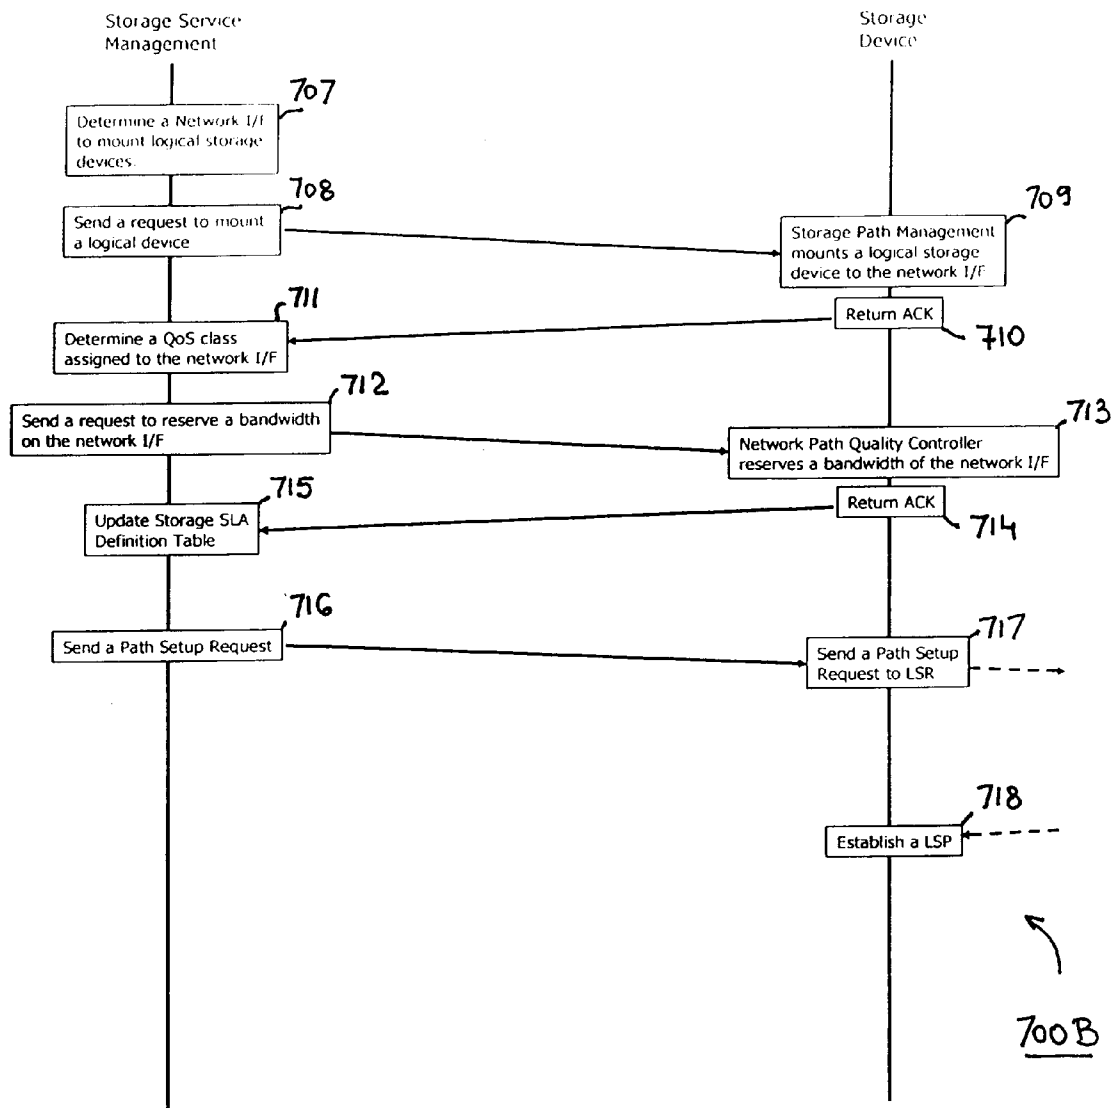 Storage Service
Management
Storage
Device
707
Determine a Network I/F
to mount logical storage
devices.
708
Send a request to mount
a logical device
709
Storage Path Management
mounts a logical storage
device to the network I/F
Return ACK
710
711
Determine a QoS class
assigned to the network I/F
712
Send a request to reserve a bandwidth
on the network I/F
713
Network Path Quality Controller
reserves a bandwidth of the network I/F
Return ACK
714
715
Update Storage SLA
Definition Table
716
Send a Path Setup Request
717
Send a Path Setup
Request to LSR
718
Establish a LSP
700B